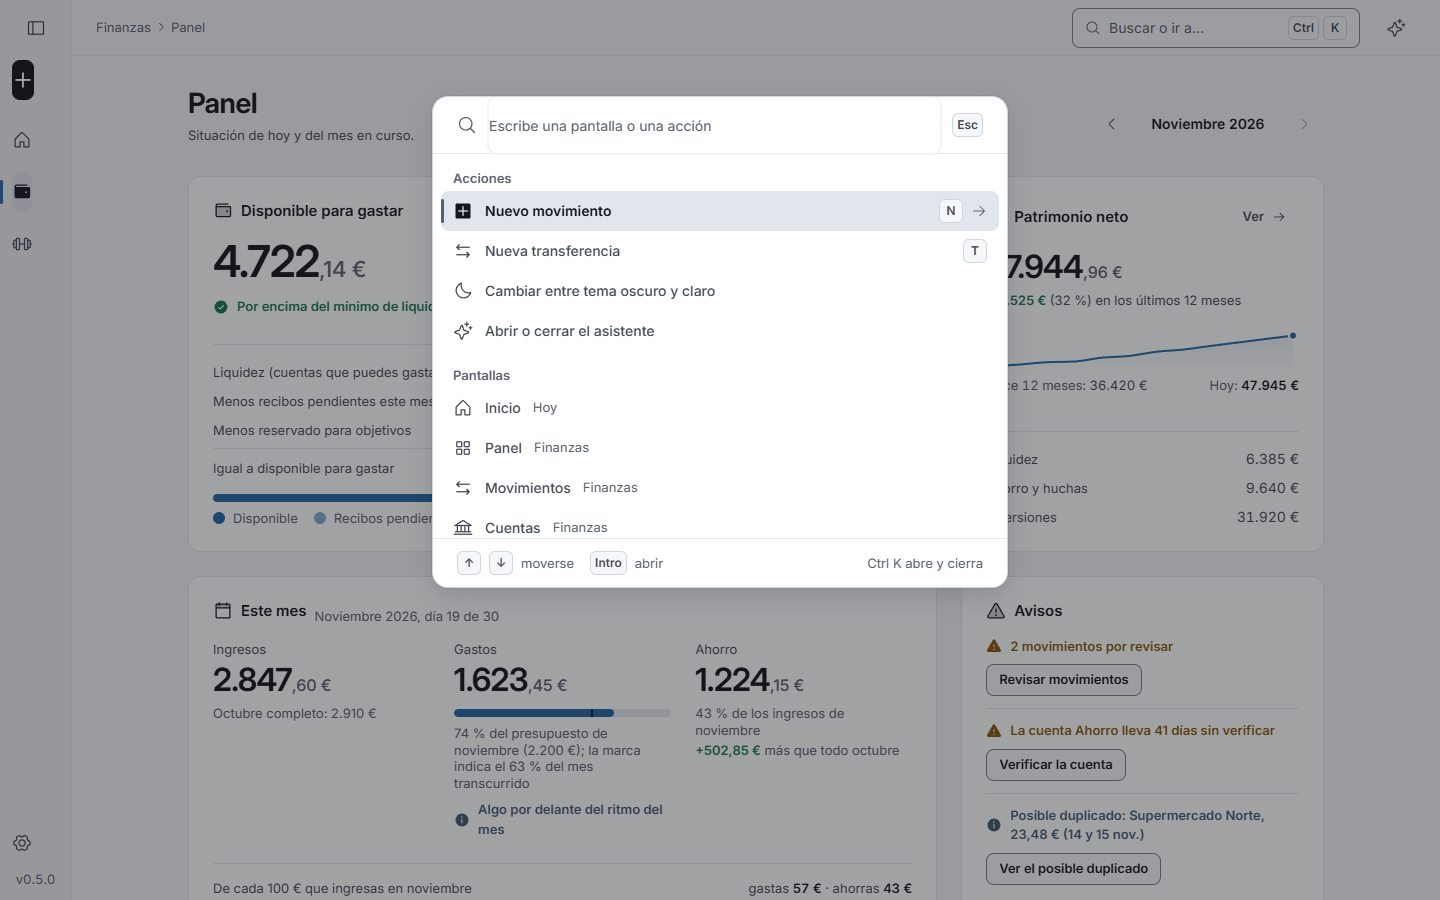 Finanzas > Panel
Buscar o ir a... Ctrl K
Panel
Situación de hoy y del mes en curso.
Noviembre 2026
Escribe una pantalla o una acción Esc
Acciones
Nuevo movimiento N
Nueva transferencia T
Cambiar entre tema oscuro y claro
Abrir o cerrar el asistente
Pantallas
Inicio Hoy
Panel Finanzas
Movimientos Finanzas
Cuentas Finanzas
moverse Intro abrir Ctrl K abre y cierra
Disponible para gastar
4.722,14 €
Por encima del mínimo de
Liquidez (cuentas que puedes
Menos recibos pendientes este
Menos reservado para objetivos
Igual a disponible para gastar
Disponible Recibos
Patrimonio neto Ver
7.944,96 €
.525 € (32 %) en los últimos 12 meses
12 meses: 36.420 € Hoy: 47.945 €
6.385 €
y huchas 9.640 €
31.920 €
Este mes Noviembre 2026, día 19 de 30
Ingresos
2.847,60 €
Octubre completo: 2.910 €
Gastos
1.623,45 €
74 % del presupuesto de
noviembre (2.200 €); la marca
indica el 63 % del mes
transcurrido
Algo por delante del ritmo del
mes
Ahorro
1.224,15 €
43 % de los ingresos de
noviembre
+502,85 € más que todo octubre
De cada 100 € que ingresas en noviembre gastas 57 € · ahorras 43 €
Avisos
2 movimientos por revisar
Revisar movimientos
La cuenta Ahorro lleva 41 días sin verificar
Verificar la cuenta
Posible duplicado: Supermercado Norte,
23,48 € (14 y 15 nov.)
Ver el posible duplicado
v0.5.0